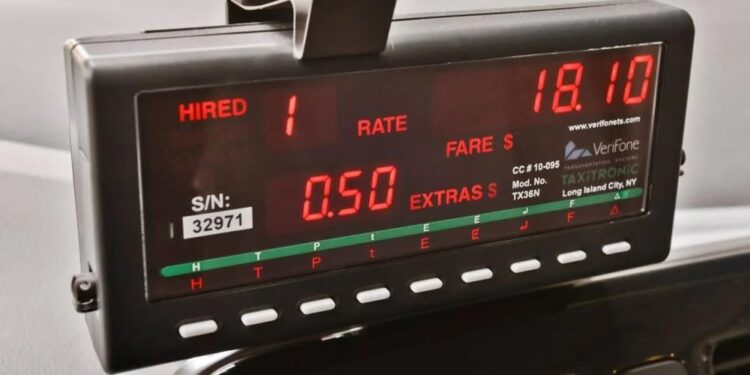 HIRED 1 RATE 18.10
FARE $
www.verifonets.com
VeriFone
TRANSPORTATION SYSTEMS
TAXITRONIC
CC # 10-095
Mod. No.
TX36N
Long Island City, NY
S/N:
32971
0.50 EXTRAS $
H T P t E E F
H T P t E E F